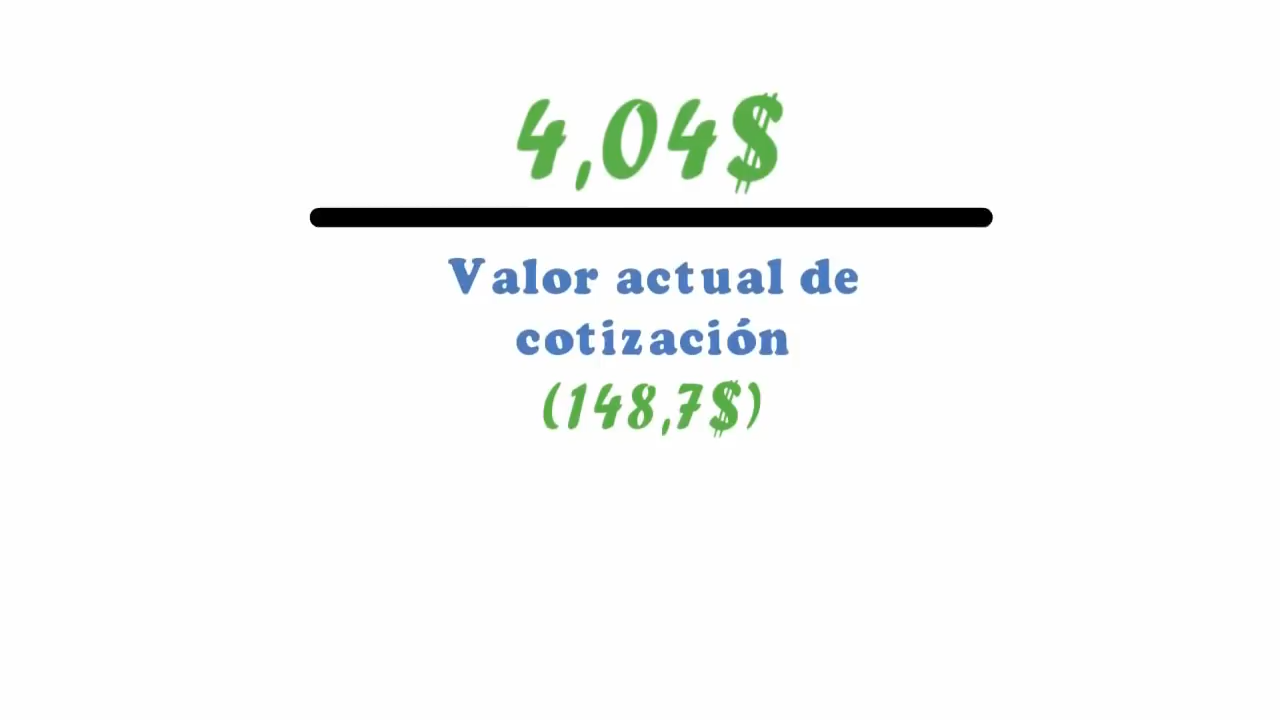 4,04$
Valor actual de
cotización
(148,7$)